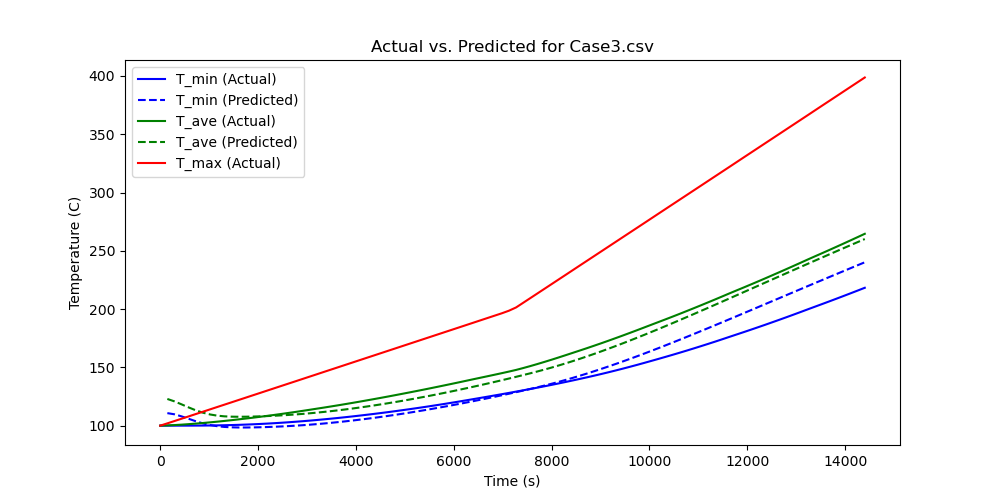 Actual vs. Predicted for Case3.csv
T_min (Actual)
T_min (Predicted)
T_ave (Actual)
T_ave (Predicted)
T_max (Actual)
Temperature (C)
400
350
300
250
200
150
100
0 2000 4000 6000 8000 10000 12000 14000
Time (s)